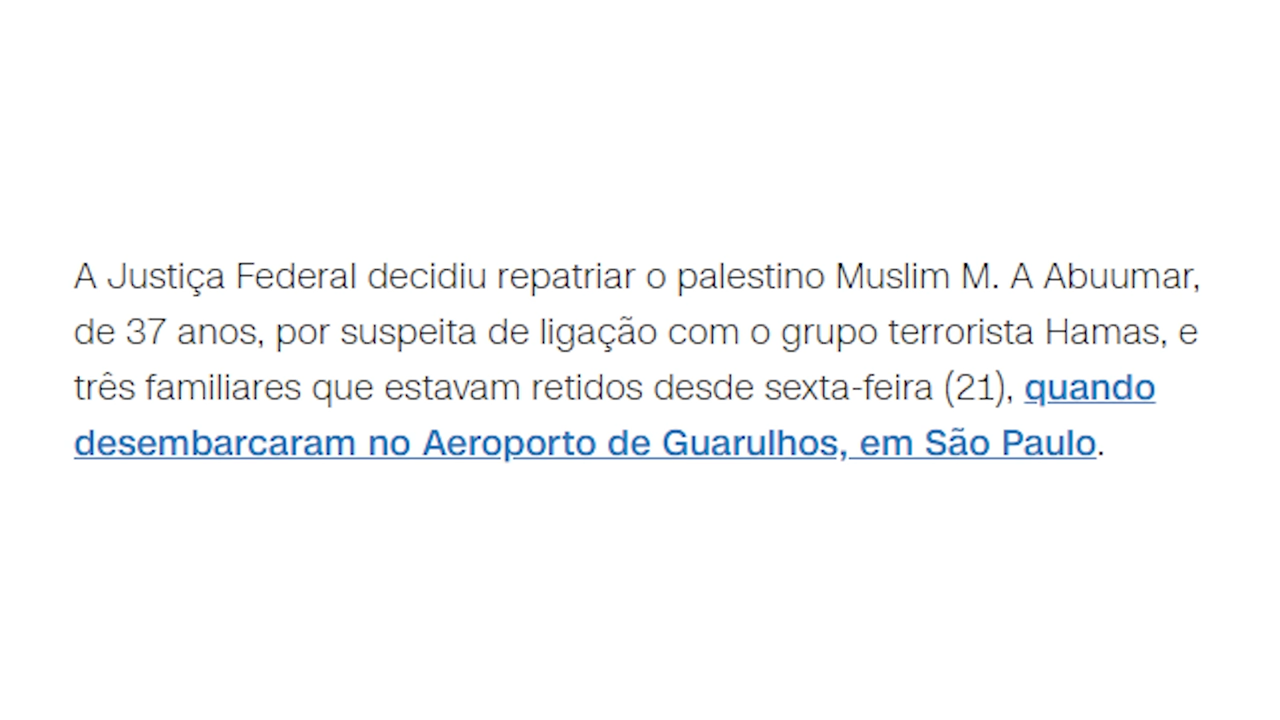 A Justiça Federal decidiu repatriar o palestino Muslim M. A Abuumar,
de 37 anos, por suspeita de ligação com o grupo terrorista Hamas, e
três familiares que estavam retidos desde sexta-feira (21), quando
desembarcaram no Aeroporto de Guarulhos, em São Paulo.